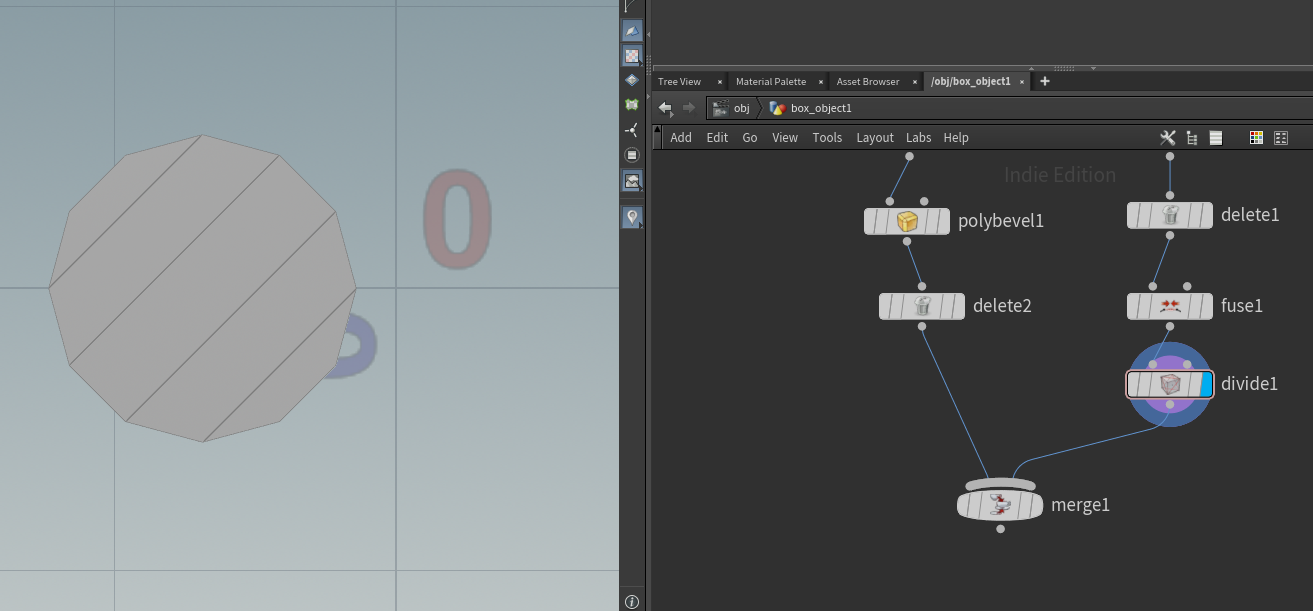 0
Tree View × Material Palette × Asset Browser × /obj/box_object1 × +
obj box_object1
Add Edit Go View Tools Layout Labs Help
Indie Edition
polybevel1
delete1
delete2
fuse1
divide1
merge1